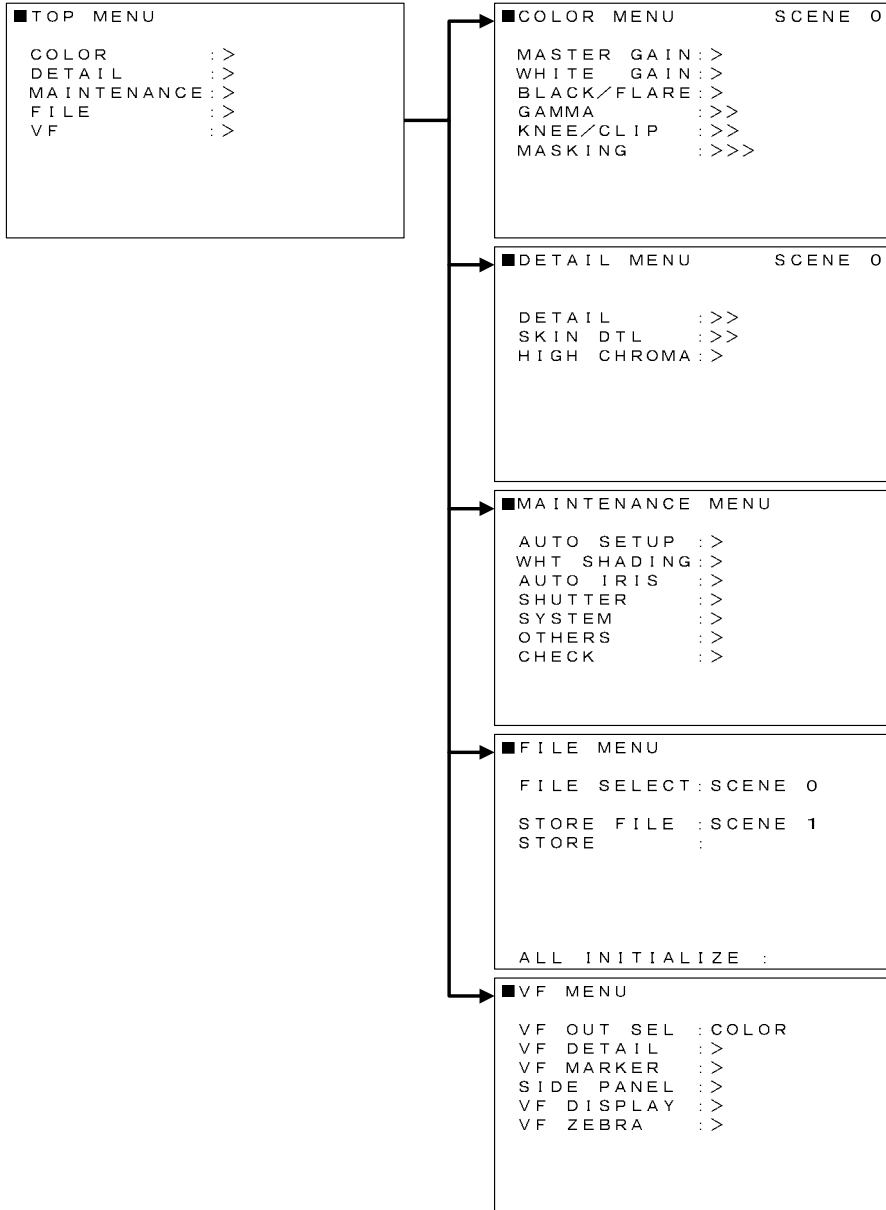 ■TOP MENU
COLOR :>
DETAIL :>
MAINTENANCE:>
FILE :>
VF :>
■COLOR MENU SCENE 0
MASTER GAIN:>
WHITE GAIN:>
BLACK/FLARE:>
GAMMA :>>
KNEE/CLIP :>>
MASKING :>>>
■DETAIL MENU SCENE 0
DETAIL :>>
SKIN DTL :>>
HIGH CHROMA:>
■MAINTENANCE MENU
AUTO SETUP :>
WHT SHADING:>
AUTO IRIS :>
SHUTTER :>
SYSTEM :>
OTHERS :>
CHECK :>
■FILE MENU
FILE SELECT:SCENE 0
STORE FILE :SCENE 1
STORE :
ALL INITIALIZE :
■VF MENU
VF OUT SEL :COLOR
VF DETAIL :>
VF MARKER :>
SIDE PANEL :>
VF DISPLAY :>
VF ZEBRA :>